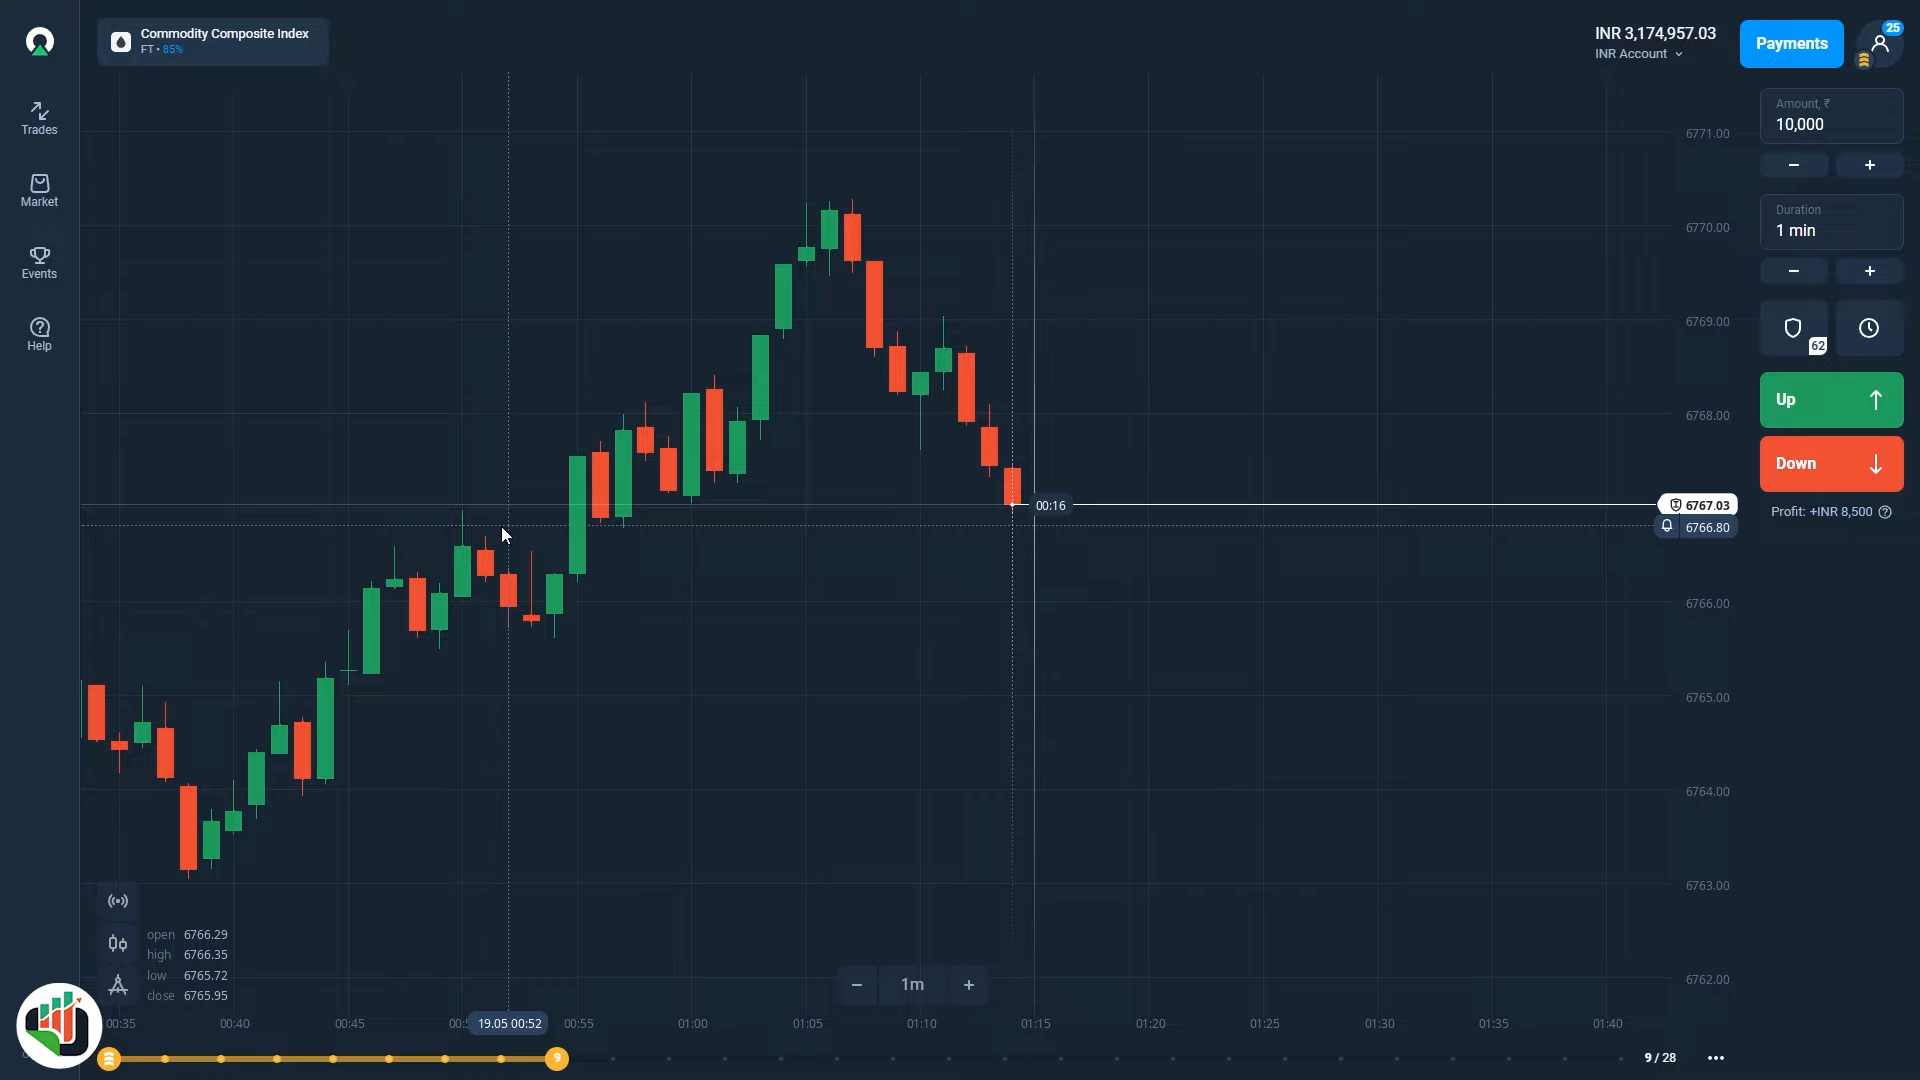 Commodity Composite Index
FT • 85%
INR 3,174,957.03
INR Account
Payments
25
Trades
Market
Events
Help
Amount, ₹
10,000
−
+
Duration
1 min
−
+
62
Up
Down
Profit: +INR 8,500
6771.00
6770.00
6769.00
6768.00
6767.03
6766.80
6766.00
6765.00
6764.00
6763.00
6762.00
00:16
open 6766.29
high 6766.35
low 6765.72
close 6765.95
− 1m +
00:35
00:40
00:45
19.05 00:52
00:55
01:00
01:05
01:10
01:15
01:20
01:25
01:30
01:35
01:40
9
9 / 28